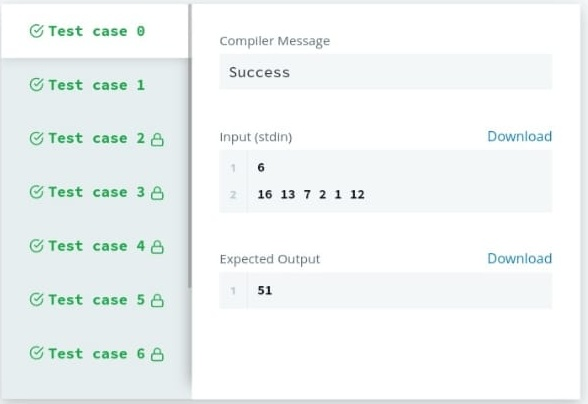 Test case 0
Test case 1
Test case 2
Test case 3
Test case 4
Test case 5
Test case 6
Compiler Message
Success
Input (stdin)
Download
1 6
2 16 13 7 2 1 12
Expected Output
Download
1 51